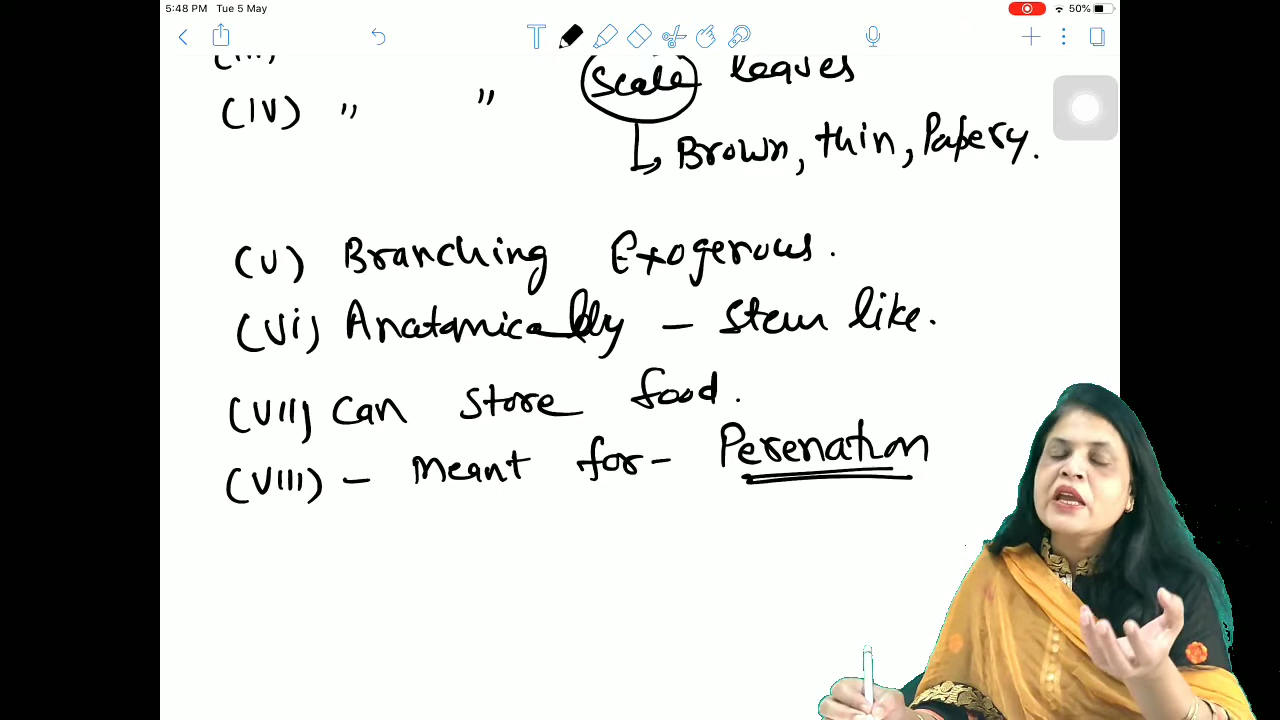 5:48 PM Tue 5 May
50%
T
(iii)
(IV) " " Scale leaves
Brown, thin, Papery.
(V) Branching Exogerous.
(Vi) Anatomically - stem like.
(VII) Can store food.
(VIII) - Meant for - Perenation